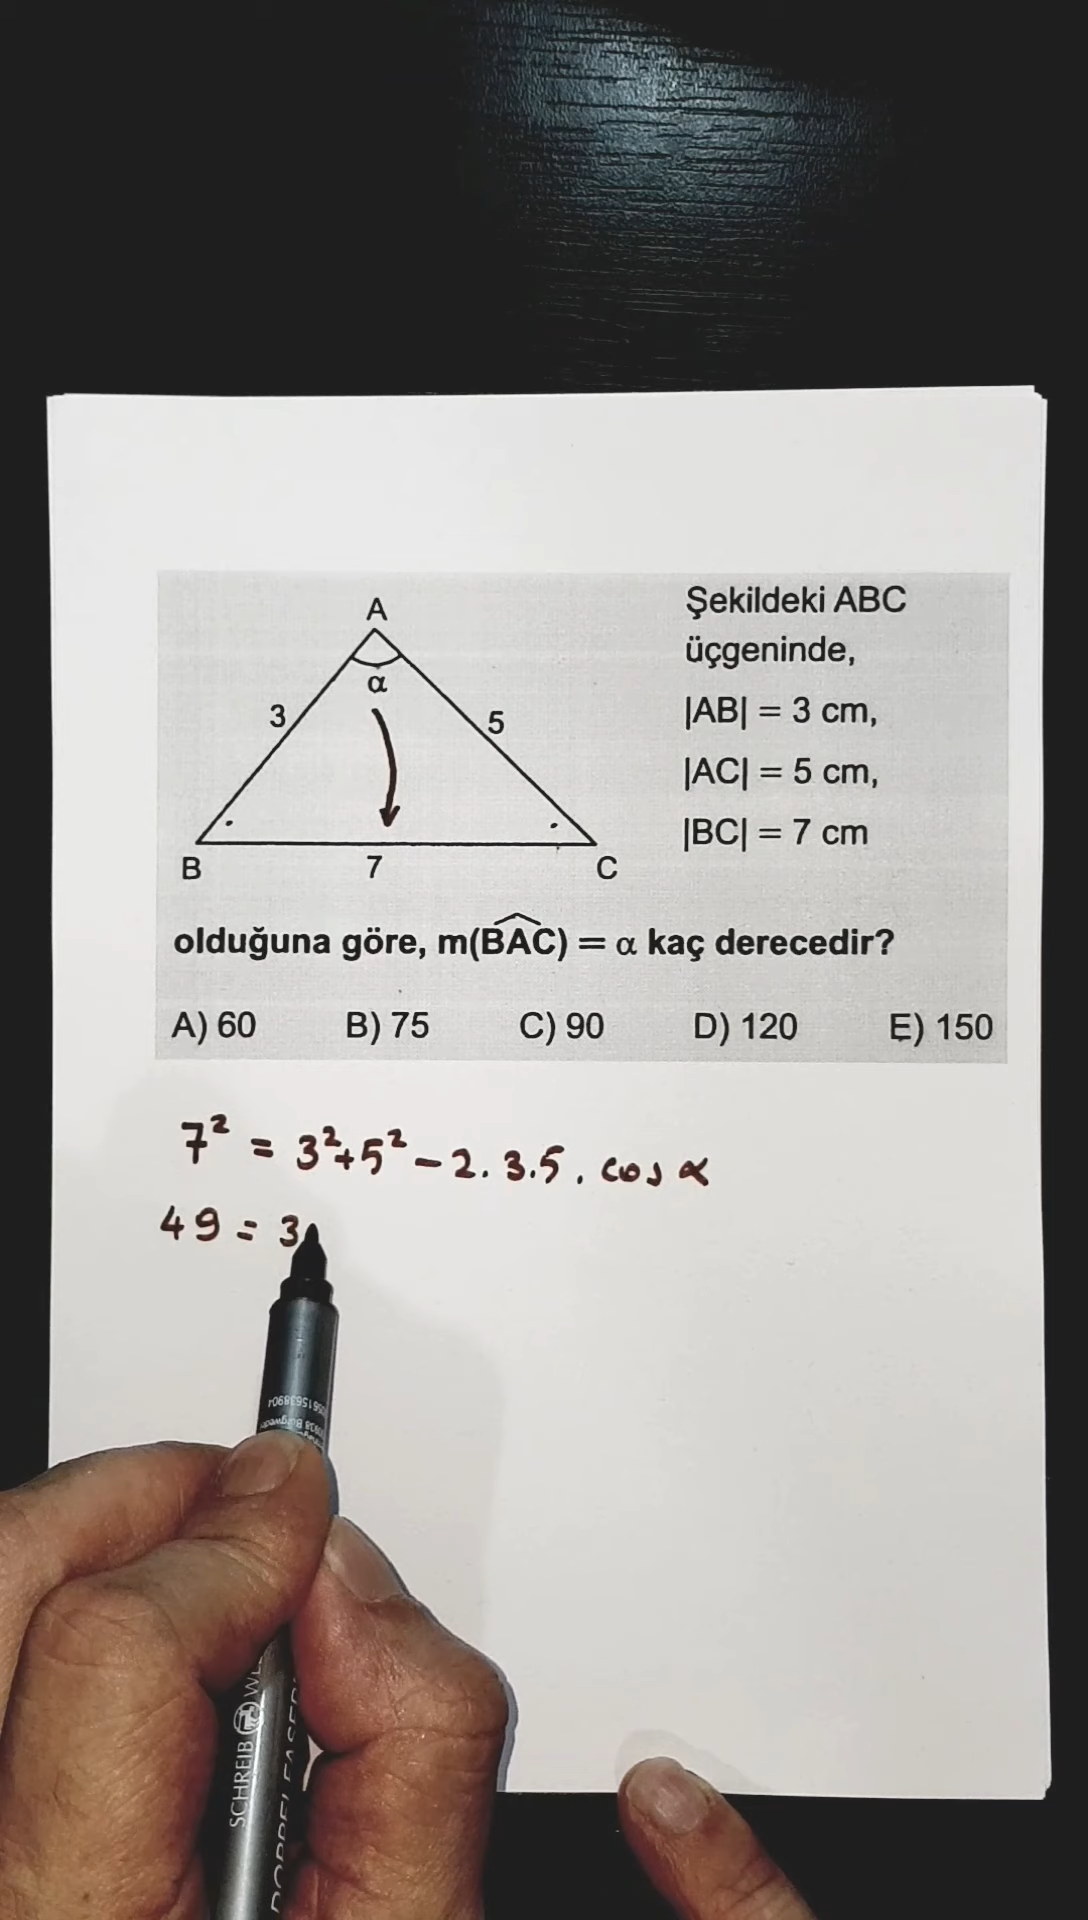 A
α
3
5
B
7
C
Şekildeki ABC
üçgeninde,
|AB| = 3 cm,
|AC| = 5 cm,
|BC| = 7 cm
olduğuna göre, m(BAC) = α kaç derecedir?
A) 60 B) 75 C) 90 D) 120 E) 150
7² = 3²+5² – 2. 3.5 . cos α
49 = 3
SCHREIB